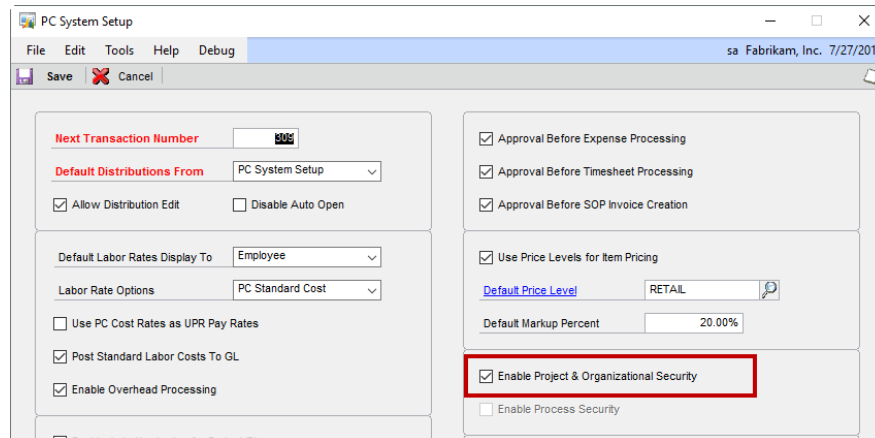 PC System Setup
File Edit Tools Help Debug
sa Fabrikam, Inc. 7/27/201
Save Cancel
Next Transaction Number 309
Default Distributions From PC System Setup
Allow Distribution Edit Disable Auto Open
Default Labor Rates Display To Employee
Labor Rate Options PC Standard Cost
Use PC Cost Rates as UPR Pay Rates
Post Standard Labor Costs To GL
Enable Overhead Processing
Approval Before Expense Processing
Approval Before Timesheet Processing
Approval Before SOP Invoice Creation
Use Price Levels for Item Pricing
Default Price Level RETAIL
Default Markup Percent 20.00%
Enable Project & Organizational Security
Enable Process Security